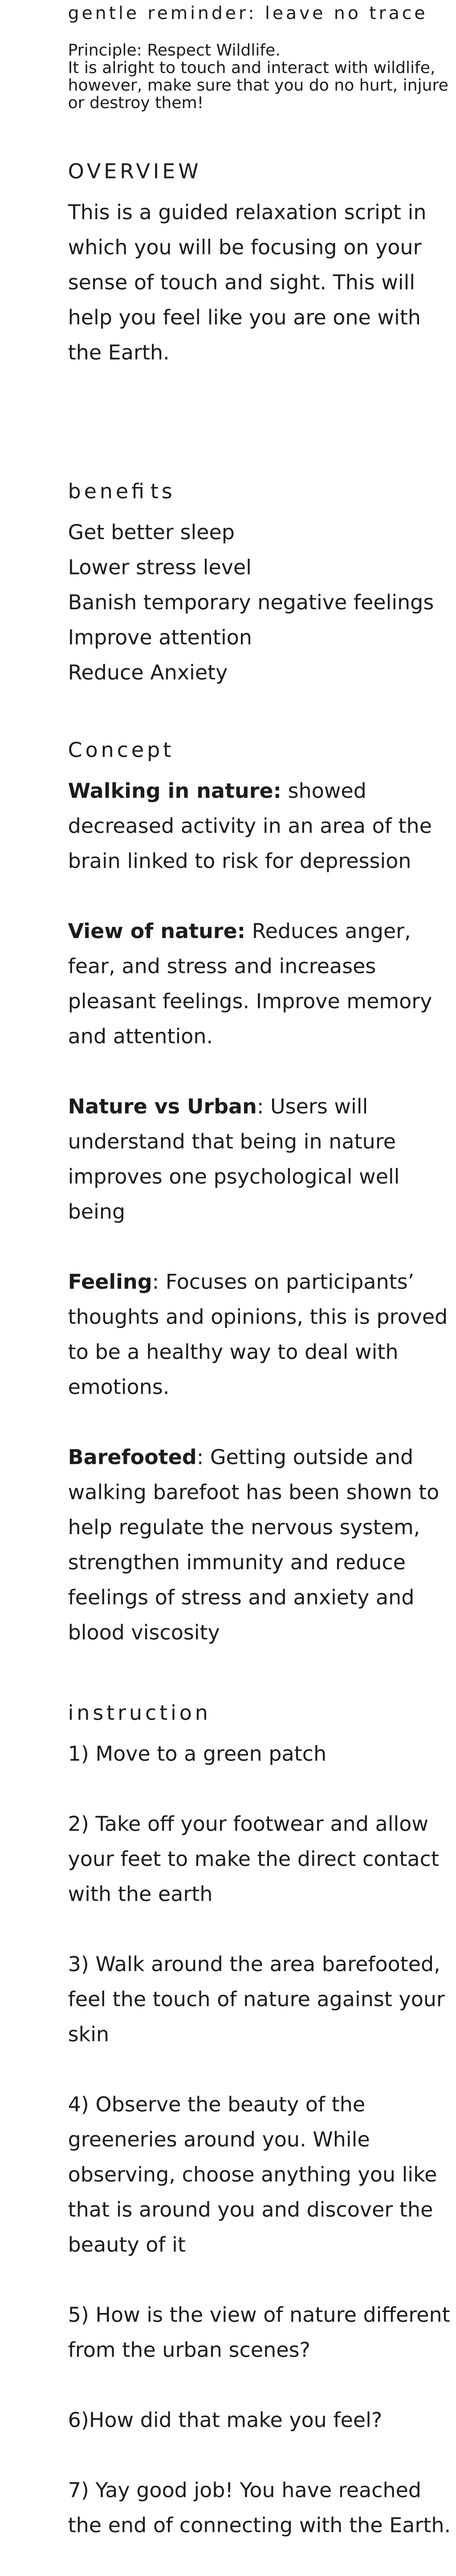 gentle reminder: leave no trace
Principle: Respect Wildlife.
It is alright to touch and interact with wildlife,
however, make sure that you do no hurt, injure
or destroy them!
OVERVIEW
This is a guided relaxation script in
which you will be focusing on your
sense of touch and sight. This will
help you feel like you are one with
the Earth.
benefits
Get better sleep
Lower stress level
Banish temporary negative feelings
Improve attention
Reduce Anxiety
Concept
Walking in nature: showed
decreased activity in an area of the
brain linked to risk for depression
View of nature: Reduces anger,
fear, and stress and increases
pleasant feelings. Improve memory
and attention.
Nature vs Urban: Users will
understand that being in nature
improves one psychological well
being
Feeling: Focuses on participants’
thoughts and opinions, this is proved
to be a healthy way to deal with
emotions.
Barefooted: Getting outside and
walking barefoot has been shown to
help regulate the nervous system,
strengthen immunity and reduce
feelings of stress and anxiety and
blood viscosity
instruction
1) Move to a green patch
2) Take off your footwear and allow
your feet to make the direct contact
with the earth
3) Walk around the area barefooted,
feel the touch of nature against your
skin
4) Observe the beauty of the
greeneries around you. While
observing, choose anything you like
that is around you and discover the
beauty of it
5) How is the view of nature different
from the urban scenes?
6)How did that make you feel?
7) Yay good job! You have reached
the end of connecting with the Earth.